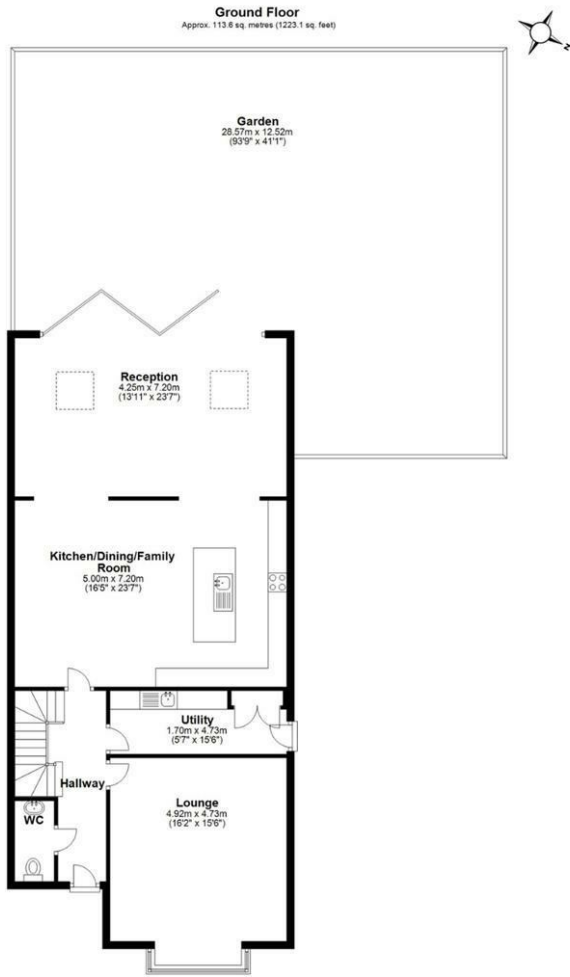 Ground Floor
Approx. 113.6 sq. metres (1223.1 sq. feet)
N
Garden
28.57m x 12.52m
(93'9" x 41'1")
Reception
4.25m x 7.20m
(13'11" x 23'7")
Kitchen/Dining/Family
Room
5.00m x 7.20m
(16'5" x 23'7")
Utility
1.70m x 4.73m
(5'7" x 15'6")
Hallway
WC
Lounge
4.92m x 4.73m
(16'2" x 15'6")